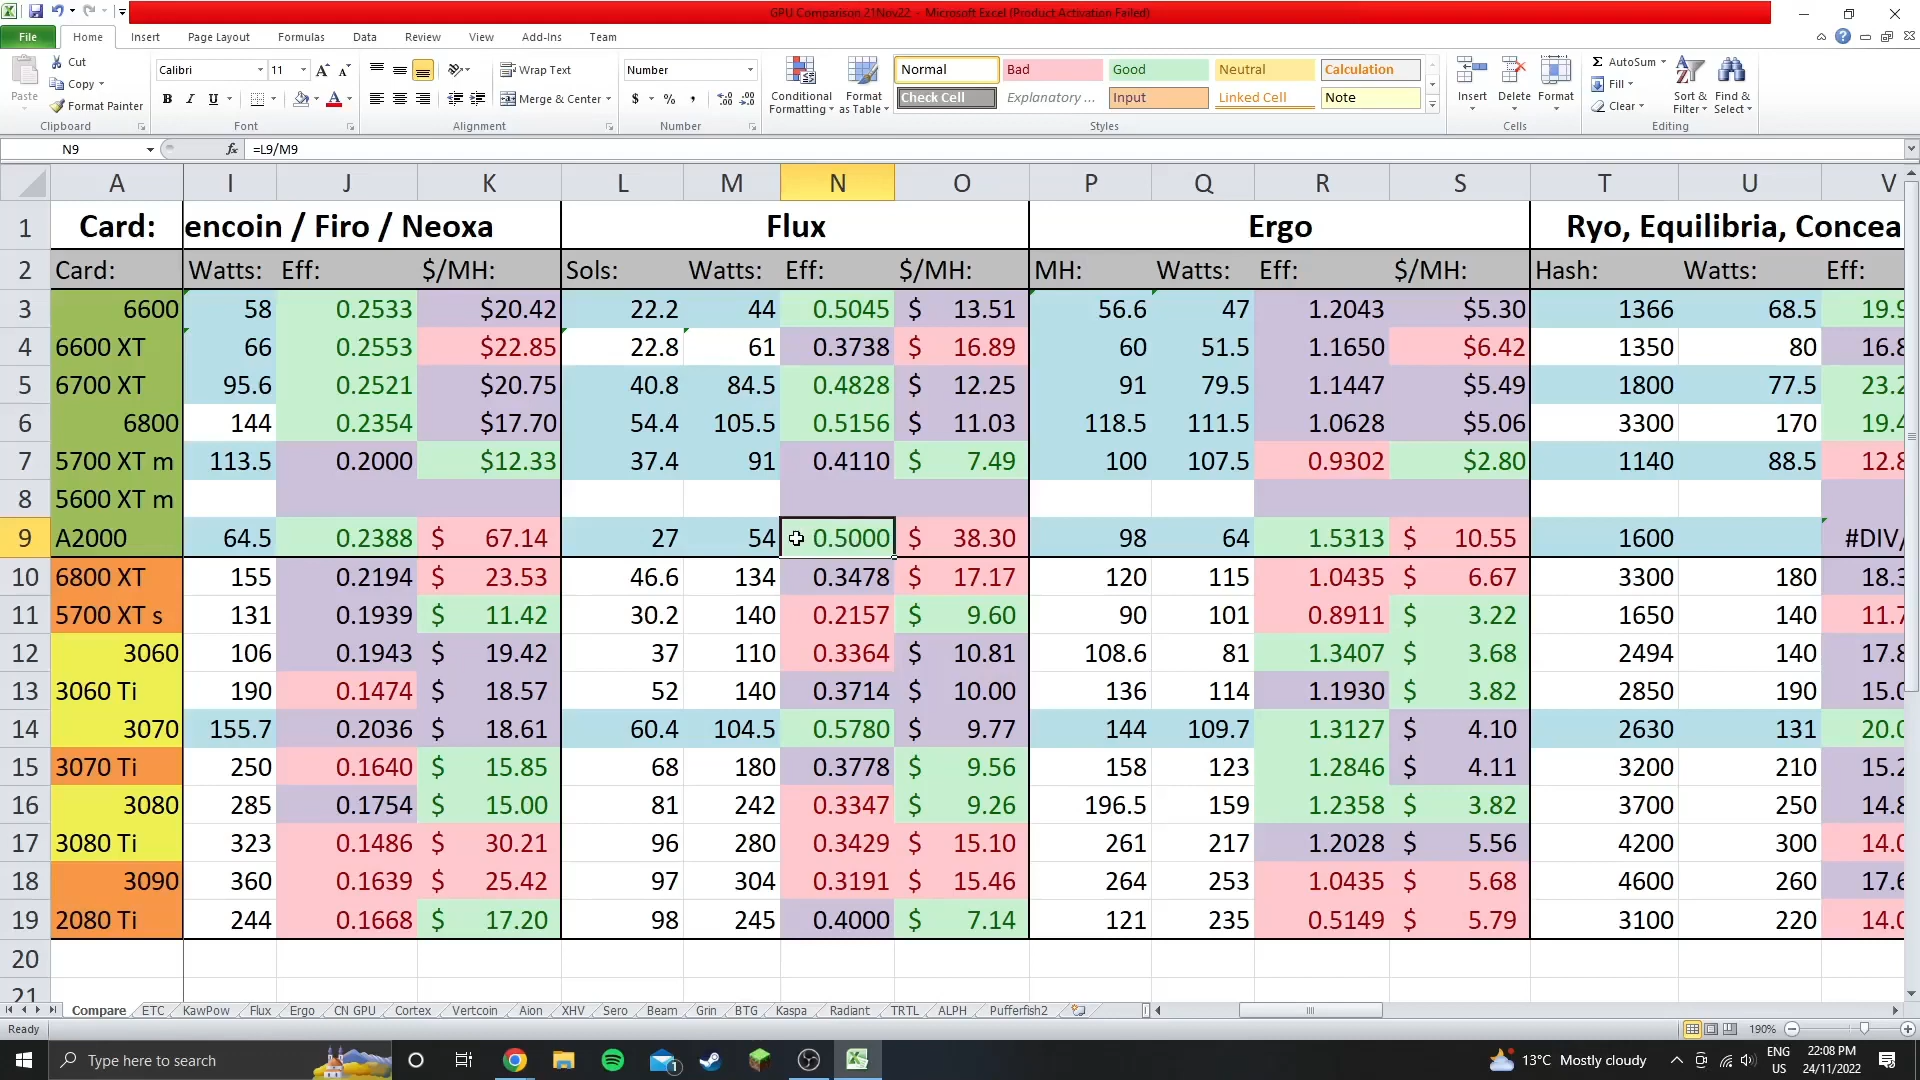 GPU Comparison 21Nov22 - Microsoft Excel (Product Activation Failed)
File Home Insert Page Layout Formulas Data Review View Add-Ins Team
Paste Cut Copy Format Painter Clipboard
Calibri 11 B I U Font
Wrap Text Merge & Center Alignment
Number $ % , Number
Conditional Formatting Format as Table
Normal Bad Good Neutral Calculation
Check Cell Explanatory ... Input Linked Cell Note
Styles
Insert Delete Format Cells
AutoSum Fill Clear Sort & Filter Find & Select Editing
N9 fx =L9/M9
A I J K L M N O P Q R S T U V
1 Card: encoin / Firo / Neoxa Flux Ergo Ryo, Equilibria, Concea
2 Card: Watts: Eff: $/MH: Sols: Watts: Eff: $/MH: MH: Watts: Eff: $/MH: Hash: Watts: Eff:
3 6600 58 0.2533 $20.42 22.2 44 0.5045 $ 13.51 56.6 47 1.2043 $5.30 1366 68.5 19.9
4 6600 XT 66 0.2553 $22.85 22.8 61 0.3738 $ 16.89 60 51.5 1.1650 $6.42 1350 80 16.8
5 6700 XT 95.6 0.2521 $20.75 40.8 84.5 0.4828 $ 12.25 91 79.5 1.1447 $5.49 1800 77.5 23.2
6 6800 144 0.2354 $17.70 54.4 105.5 0.5156 $ 11.03 118.5 111.5 1.0628 $5.06 3300 170 19.4
7 5700 XT m 113.5 0.2000 $12.33 37.4 91 0.4110 $ 7.49 100 107.5 0.9302 $2.80 1140 88.5 12.8
8 5600 XT m
9 A2000 64.5 0.2388 $ 67.14 27 54 0.5000 $ 38.30 98 64 1.5313 $ 10.55 1600 #DIV/
10 6800 XT 155 0.2194 $ 23.53 46.6 134 0.3478 $ 17.17 120 115 1.0435 $ 6.67 3300 180 18.3
11 5700 XT s 131 0.1939 $ 11.42 30.2 140 0.2157 $ 9.60 90 101 0.8911 $ 3.22 1650 140 11.7
12 3060 106 0.1943 $ 19.42 37 110 0.3364 $ 10.81 108.6 81 1.3407 $ 3.68 2494 140 17.8
13 3060 Ti 190 0.1474 $ 18.57 52 140 0.3714 $ 10.00 136 114 1.1930 $ 3.82 2850 190 15.0
14 3070 155.7 0.2036 $ 18.61 60.4 104.5 0.5780 $ 9.77 144 109.7 1.3127 $ 4.10 2630 131 20.0
15 3070 Ti 250 0.1640 $ 15.85 68 180 0.3778 $ 9.56 158 123 1.2846 $ 4.11 3200 210 15.2
16 3080 285 0.1754 $ 15.00 81 242 0.3347 $ 9.26 196.5 159 1.2358 $ 3.82 3700 250 14.8
17 3080 Ti 323 0.1486 $ 30.21 96 280 0.3429 $ 15.10 261 217 1.2028 $ 5.56 4200 300 14.0
18 3090 360 0.1639 $ 25.42 97 304 0.3191 $ 15.46 264 253 1.0435 $ 5.68 4600 260 17.6
19 2080 Ti 244 0.1668 $ 17.20 98 245 0.4000 $ 7.14 121 235 0.5149 $ 5.79 3100 220 14.0
20
21
Compare ETC KawPow Flux Ergo CN GPU Cortex Vertcoin Aion XHV Sero Beam Grin BTG Kaspa Radiant TRTL ALPH Pufferfish2
Ready 190%
Type here to search 1 13°C Mostly cloudy ENG US 22:08 PM 24/11/2022